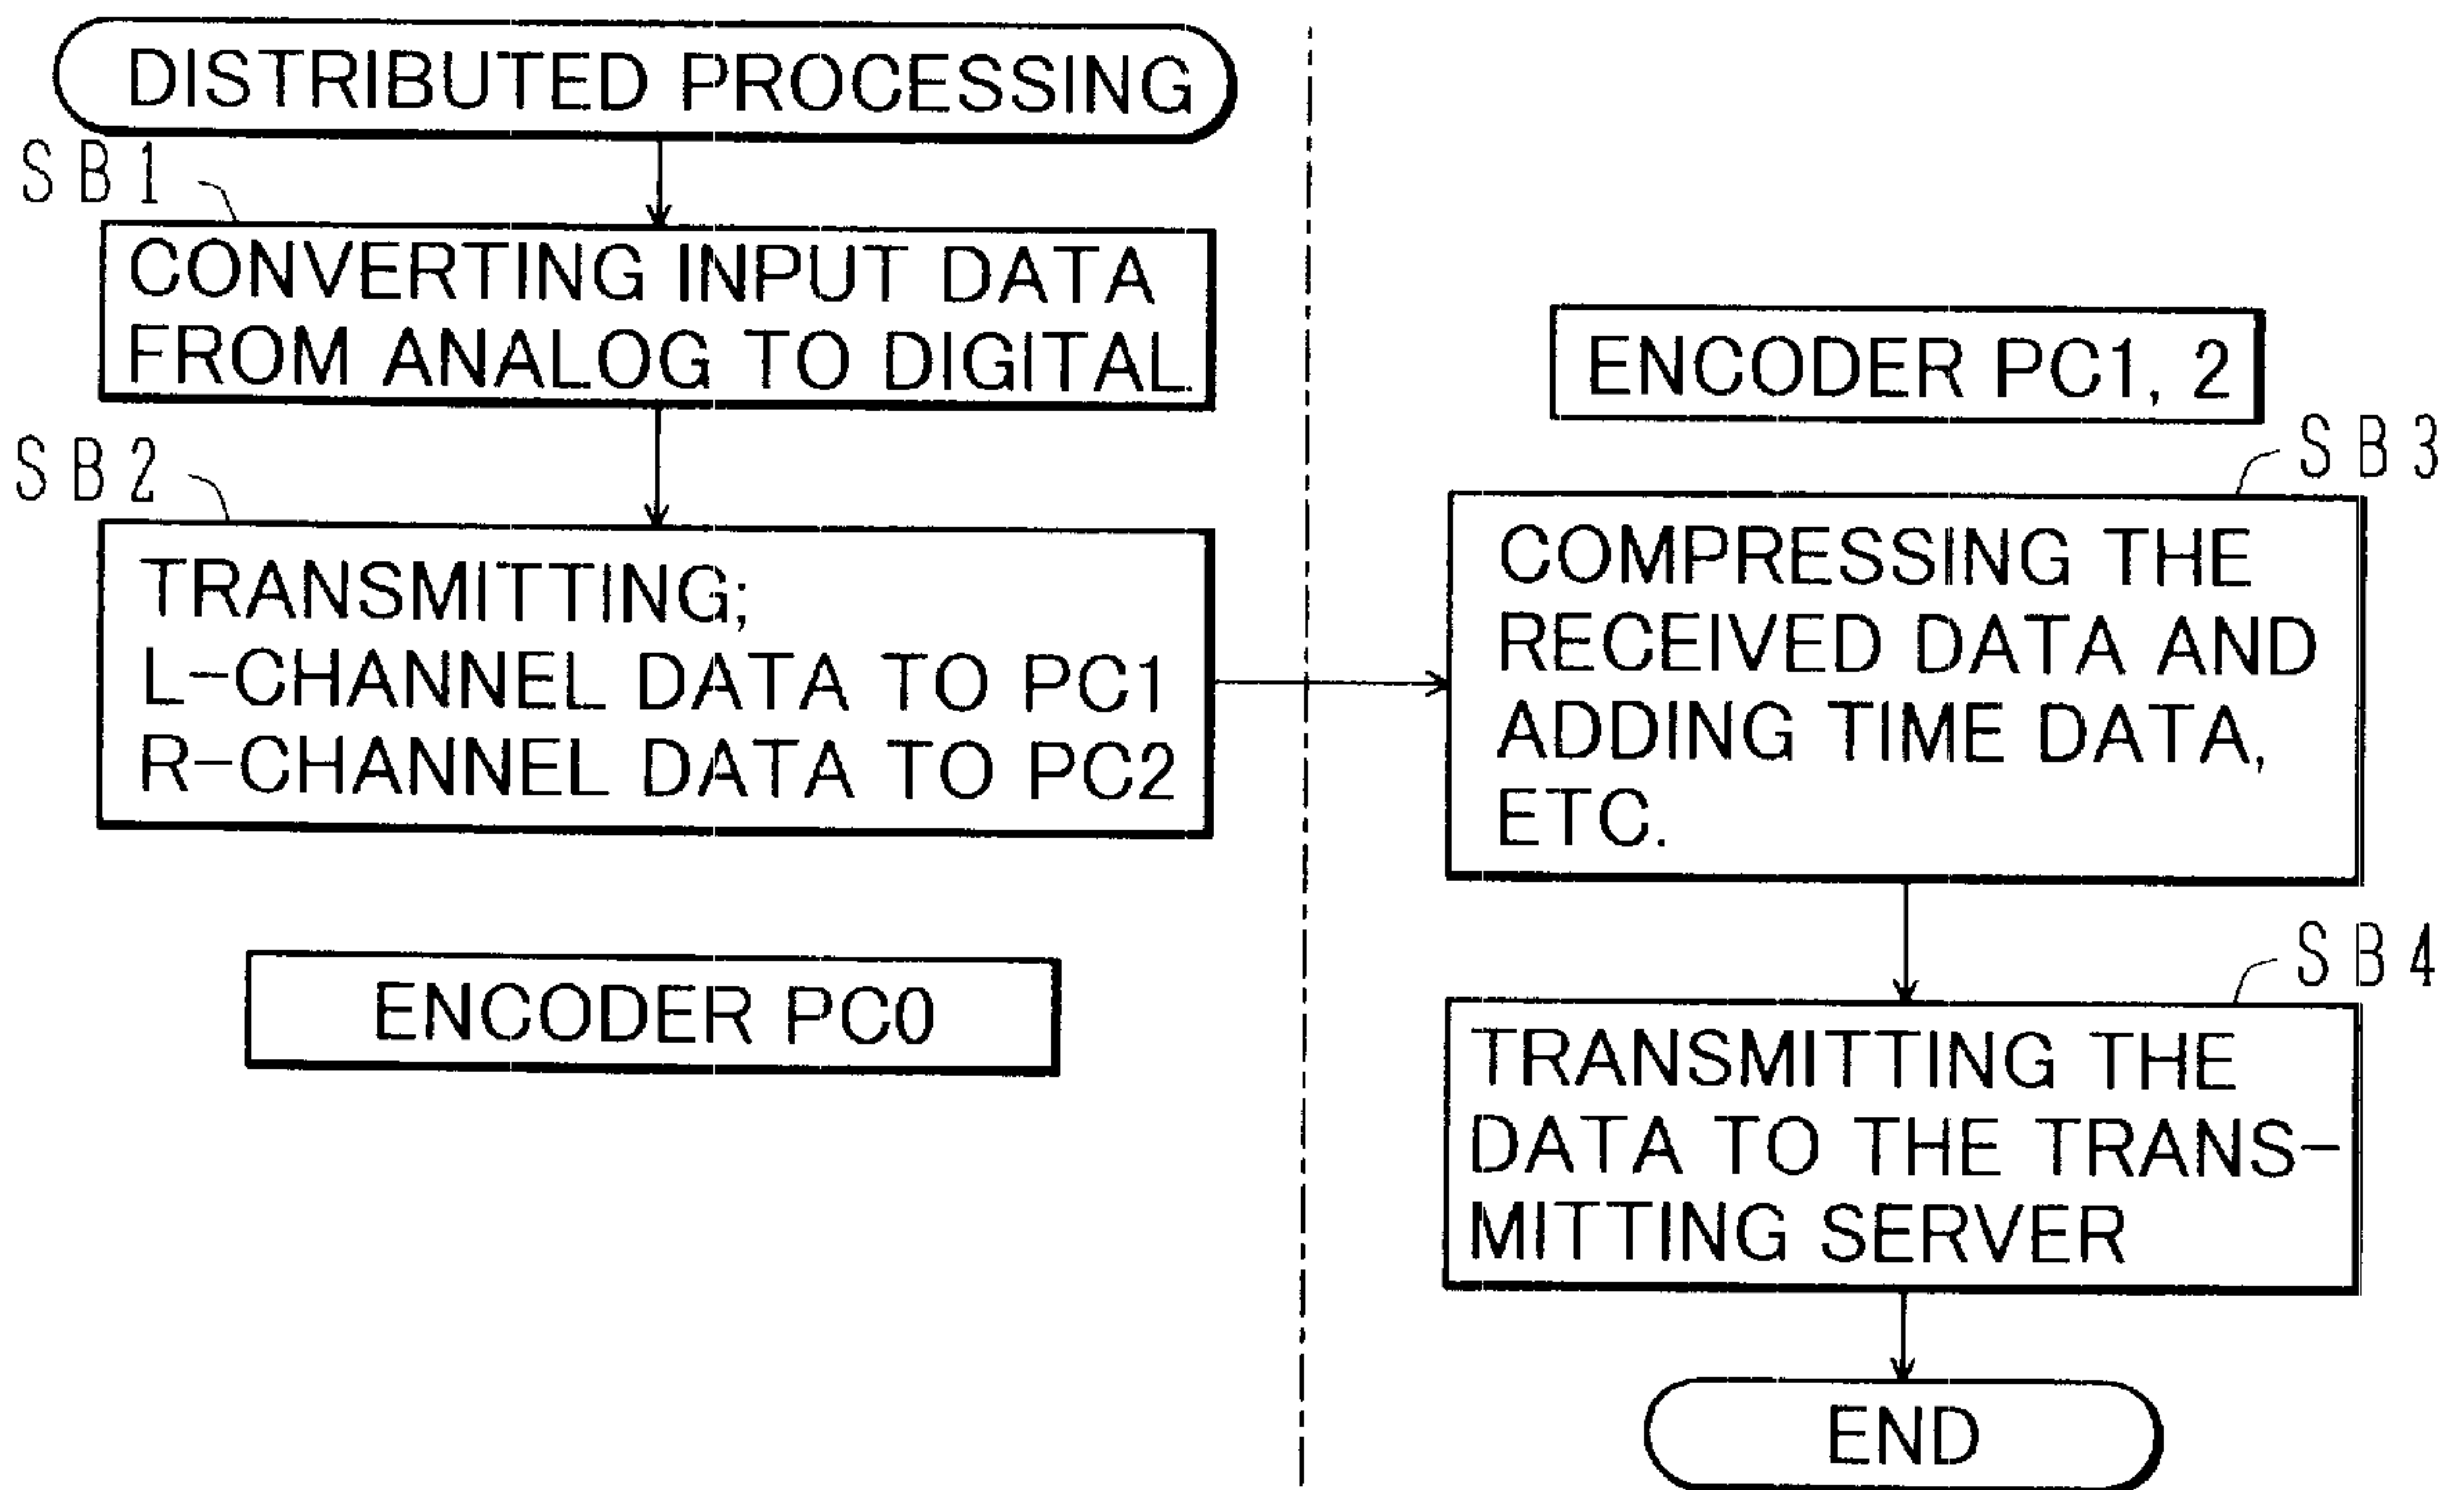 DISTRIBUTED PROCESSING
SB1
CONVERTING INPUT DATA
FROM ANALOG TO DIGITAL
SB2
TRANSMITTING;
L-CHANNEL DATA TO PC1
R-CHANNEL DATA TO PC2
ENCODER PC0
ENCODER PC1, 2
SB3
COMPRESSING THE
RECEIVED DATA AND
ADDING TIME DATA,
ETC.
SB4
TRANSMITTING THE
DATA TO THE TRANS-
MITTING SERVER
END